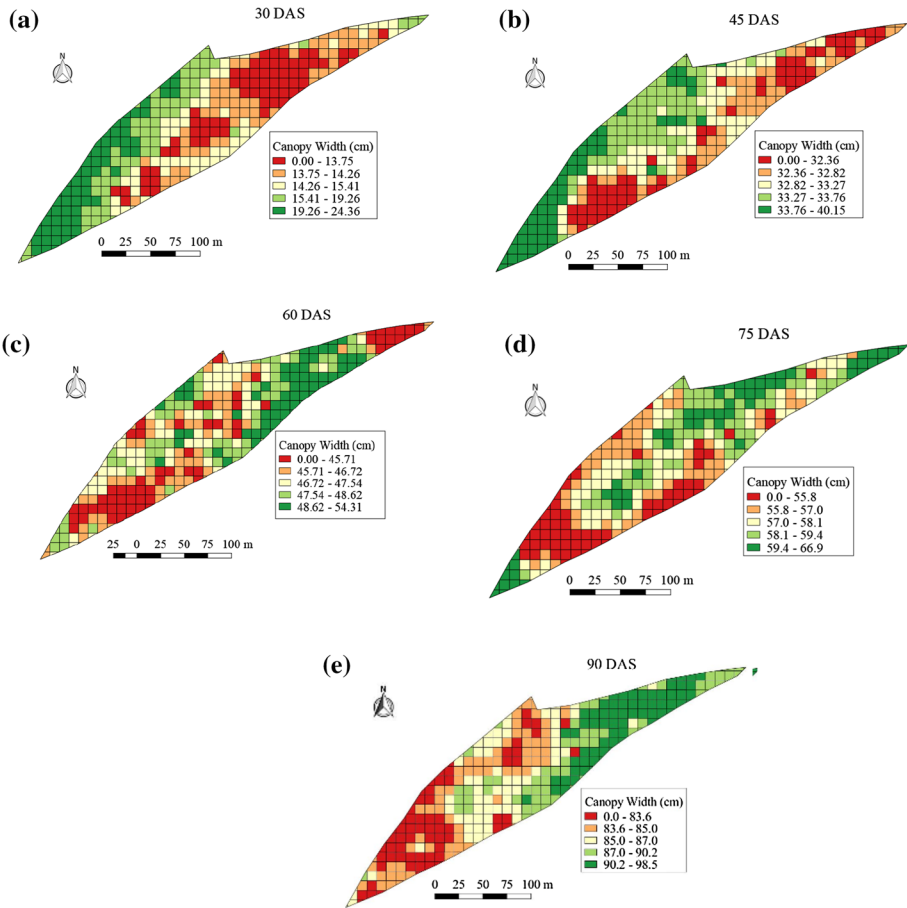 (a)
30 DAS
N
Canopy Width (cm)
0.00 - 13.75
13.75 - 14.26
14.26 - 15.41
15.41 - 19.26
19.26 - 24.36
0 25 50 75 100 m
(b)
45 DAS
N
Canopy Width (cm)
0.00 - 32.36
32.36 - 32.82
32.82 - 33.27
33.27 - 33.76
33.76 - 40.15
0 25 50 75 100 m
(c)
60 DAS
N
Canopy Width (cm)
0.00 - 45.71
45.71 - 46.72
46.72 - 47.54
47.54 - 48.62
48.62 - 54.31
25 0 25 50 75 100 m
(d)
75 DAS
N
Canopy Width (cm)
0.0 - 55.8
55.8 - 57.0
57.0 - 58.1
58.1 - 59.4
59.4 - 66.9
0 25 50 75 100 m
(e)
90 DAS
N
Canopy Width (cm)
0.0 - 83.6
83.6 - 85.0
85.0 - 87.0
87.0 - 90.2
90.2 - 98.5
0 25 50 75 100 m